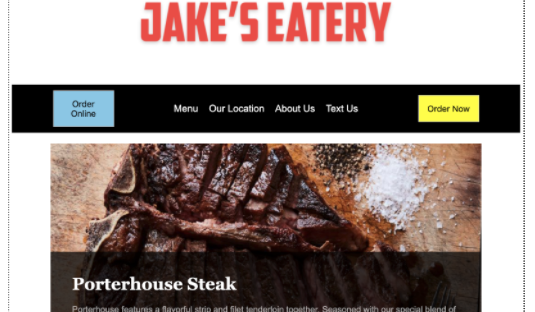 JAKE'S EATERY
Order
Online
Menu Our Location About Us Text Us
Order Now
Porterhouse Steak
Porterhouse features a flavorful strip and filet tenderloin together. Seasoned with our special blend of